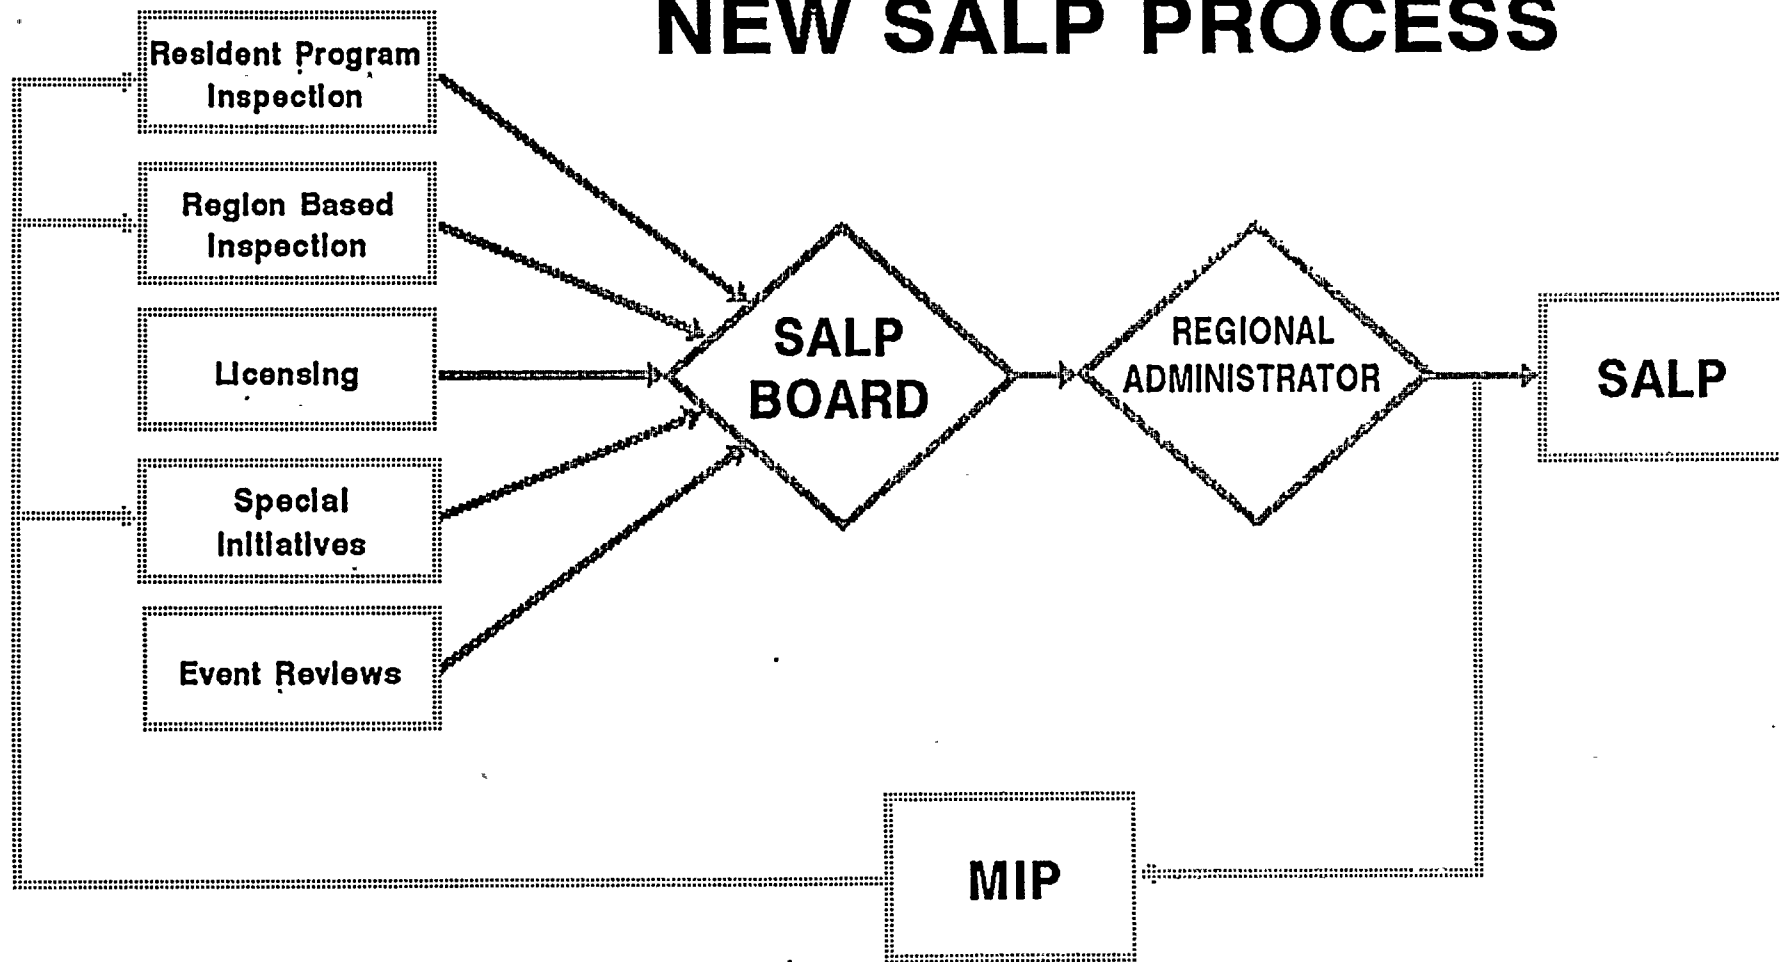 NEW SALP PROCESS
Resident Program
Inspection
Region Based
Inspection
Licensing
Special
Initiatives
Event Reviews
SALP
BOARD
REGIONAL
ADMINISTRATOR
SALP
MIP